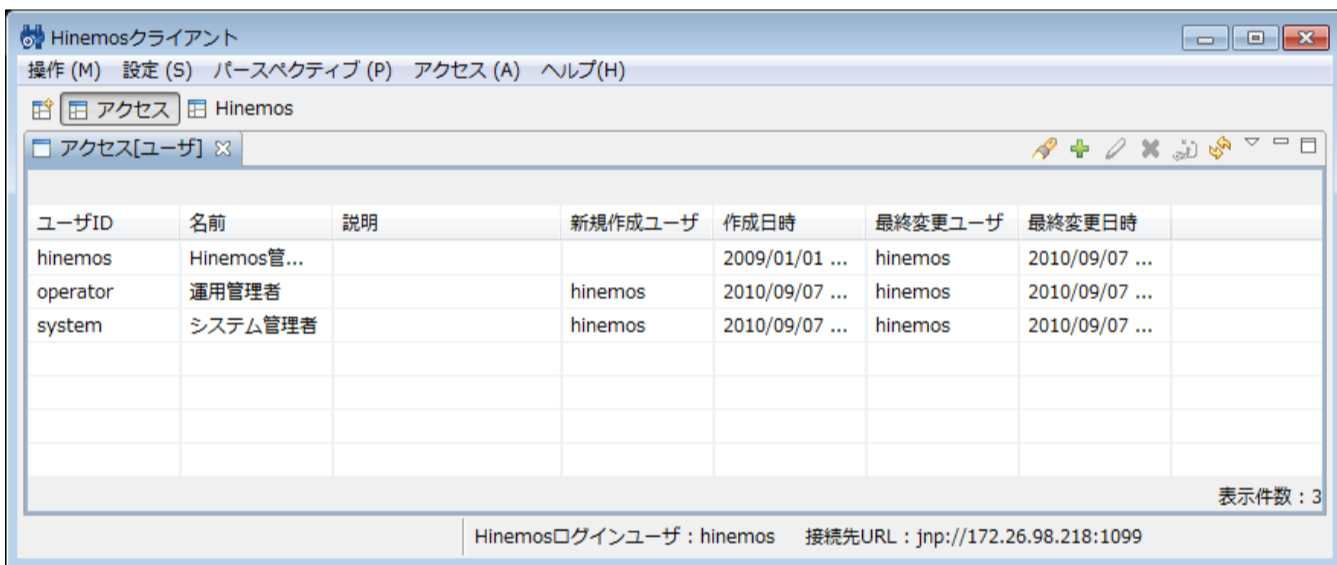 Hinemosクライアント
操作 (M) 設定 (S) パースペクティブ (P) アクセス (A) ヘルプ(H)
アクセス Hinemos
アクセス[ユーザ]
ユーザID 名前 説明 新規作成ユーザ 作成日時 最終変更ユーザ 最終変更日時
hinemos Hinemos管... 2009/01/01 ... hinemos 2010/09/07 ...
operator 運用管理者 hinemos 2010/09/07 ... hinemos 2010/09/07 ...
system システム管理者 hinemos 2010/09/07 ... hinemos 2010/09/07 ...
表示件数：3
Hinemosログインユーザ：hinemos 接続先URL：jnp://172.26.98.218:1099